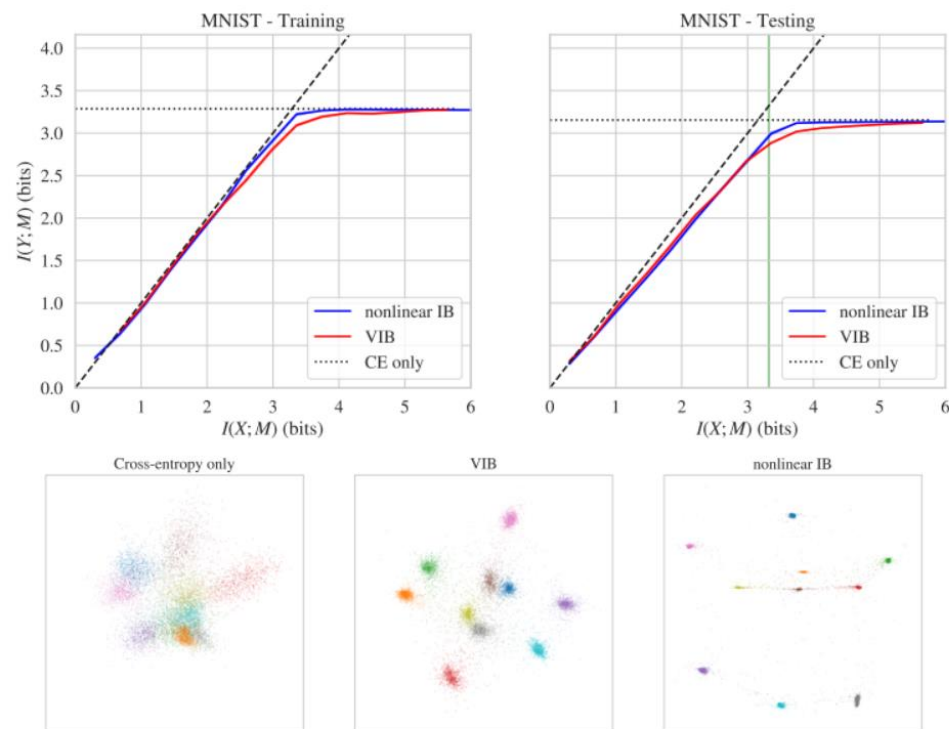 MNIST - Training
MNIST - Testing
4.0
3.5
3.0
2.5
2.0
1.5
1.0
0.5
0.0
I(Y;M) (bits)
nonlinear IB
VIB
CE only
nonlinear IB
VIB
CE only
0 1 2 3 4 5 6
0 1 2 3 4 5 6
I(X;M) (bits)
I(X;M) (bits)
Cross-entropy only
VIB
nonlinear IB